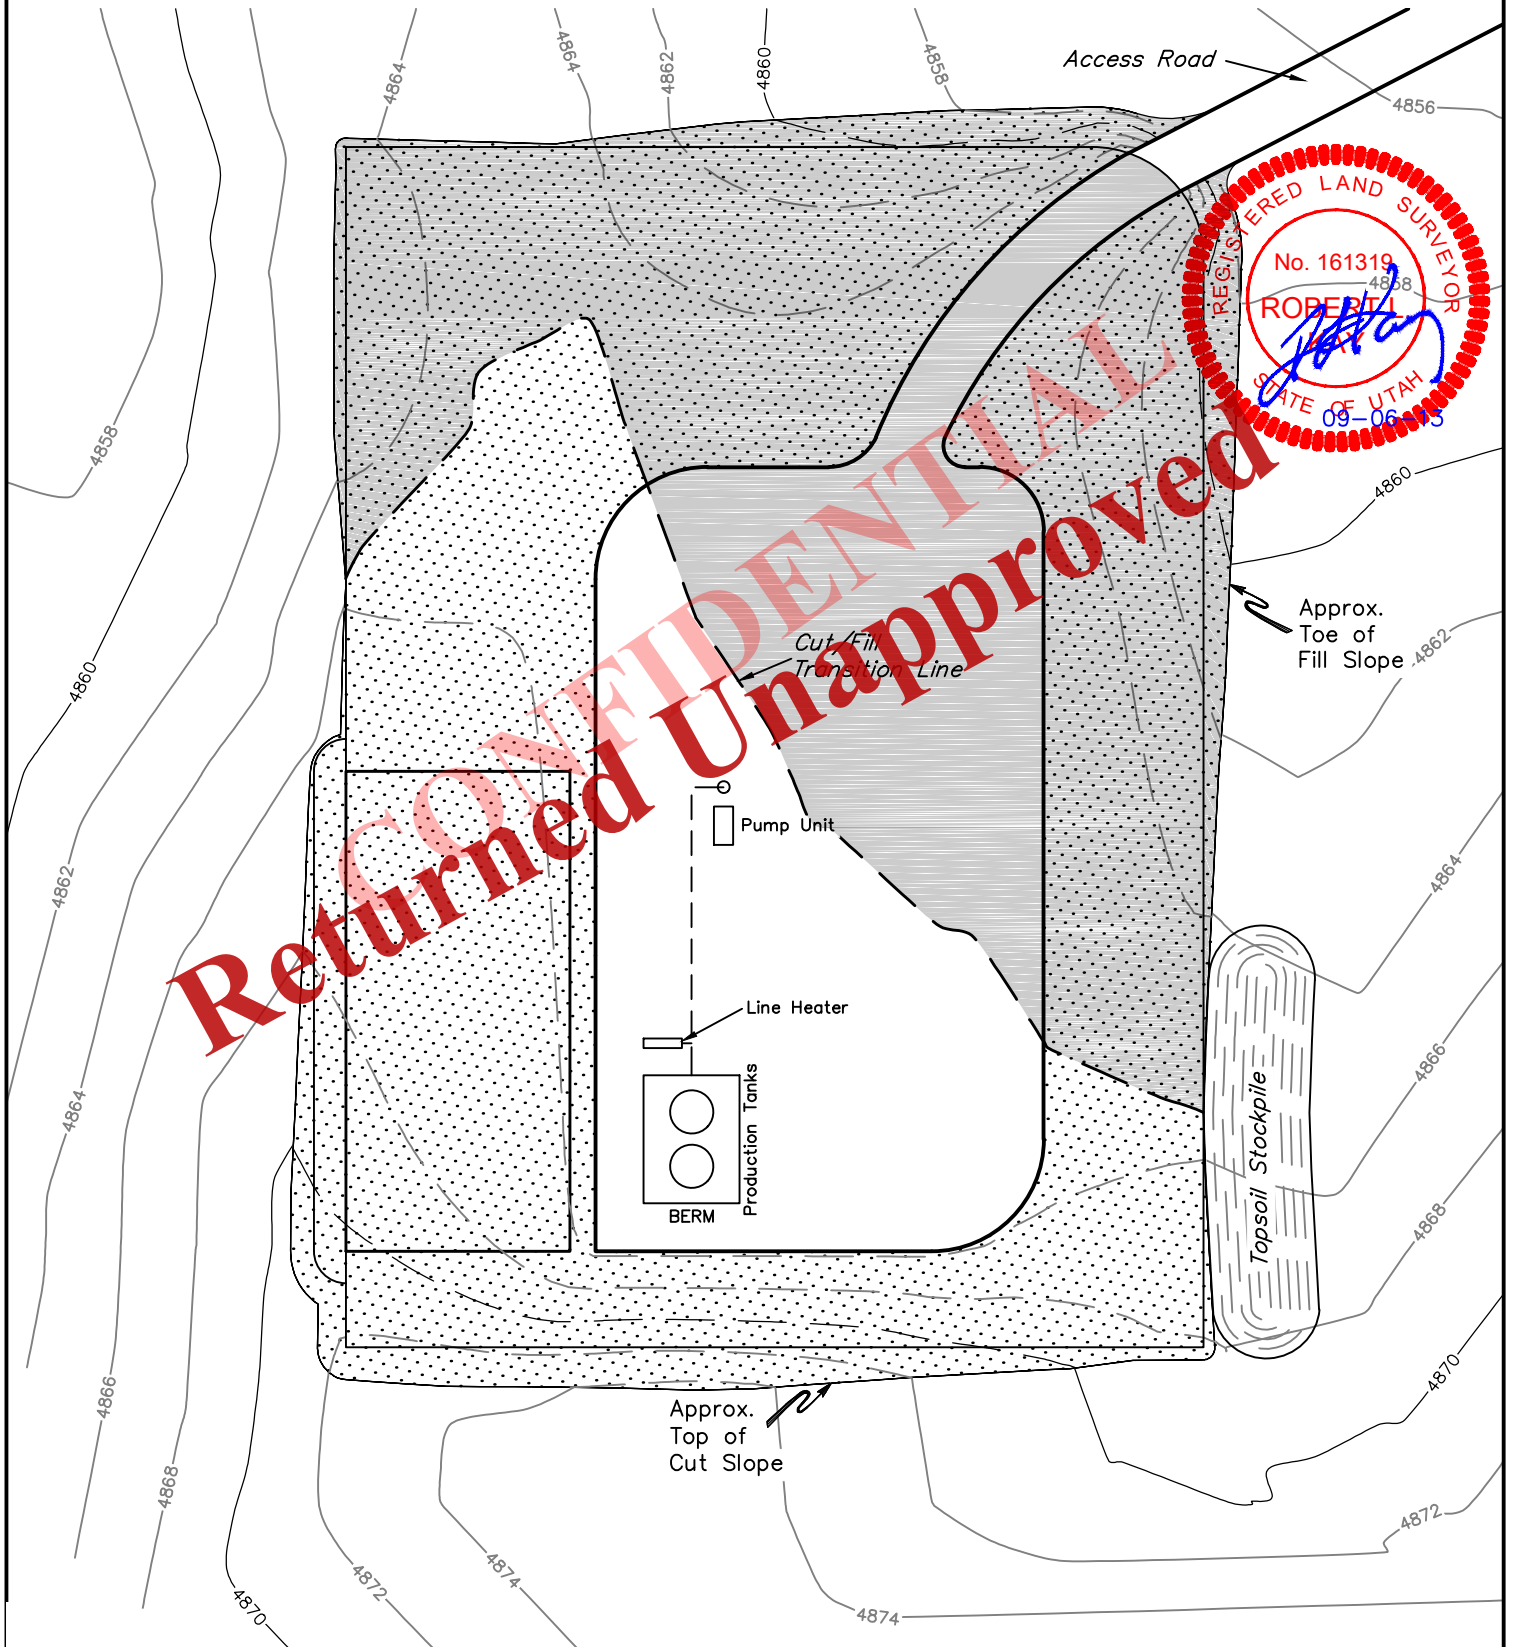 Access Road
4864
4864
4862
4860
4858
4856
REGISTERED LAND SURVEYOR
No. 161319
4858
ROBERT L.
KAY
STATE OF UTAH
09-06-13
4858
4860
CONFIDENTIAL
Returned Unapproved
Approx.
Toe of
Fill Slope
4862
Cut/Fill
Transition Line
4860
Pump Unit
4862
4864
Line Heater
4866
Production Tanks
4864
Topsoil Stockpile
BERM
4868
4870
4866
Approx.
Top of
Cut Slope
4868
4872
4872
4874
4870
4874